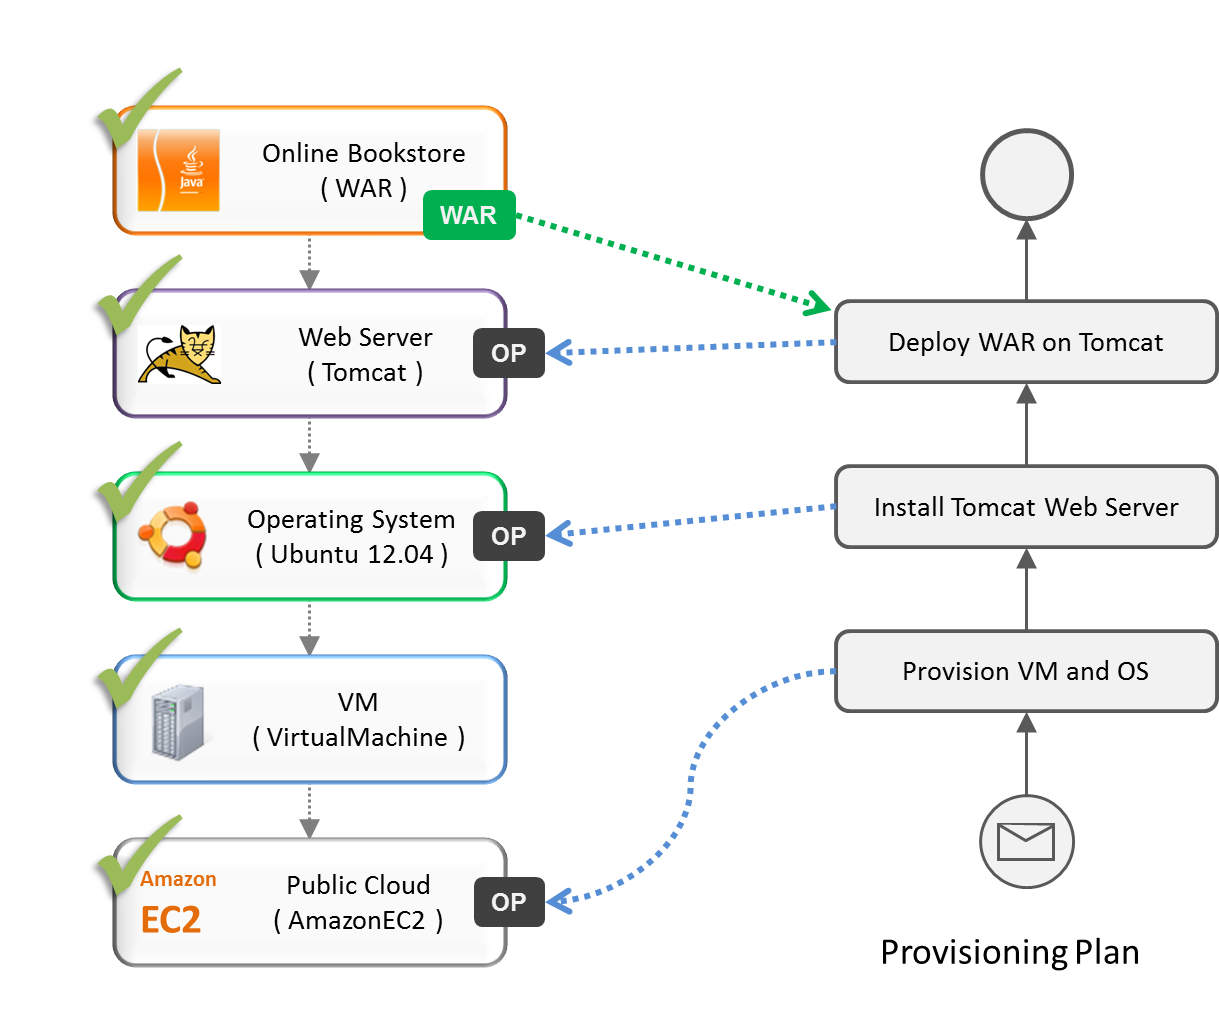 Online Bookstore
( WAR )
Java
WAR
Web Server
( Tomcat )
OP
Operating System
( Ubuntu 12.04 )
OP
VM
( VirtualMachine )
Amazon
EC2
Public Cloud
( AmazonEC2 )
OP
Deploy WAR on Tomcat
Install Tomcat Web Server
Provision VM and OS
Provisioning Plan